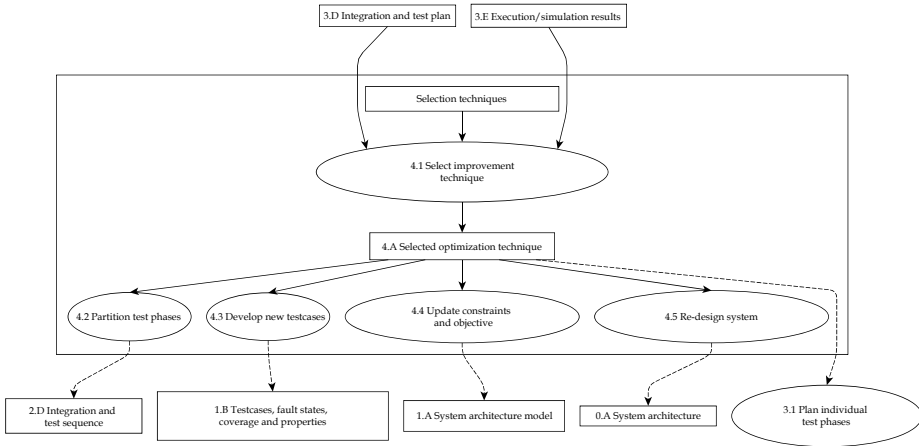 3.D Integration and test plan
3.E Execution/simulation results
Selection techniques
4.1 Select improvement
technique
4.A Selected optimization technique
4.2 Partition test phases
4.3 Develop new testcases
4.4 Update constraints
and objective
4.5 Re-design system
2.D Integration and
test sequence
1.B Testcases, fault states,
coverage and properties
1.A System architecture model
0.A System architecture
3.1 Plan individual
test phases